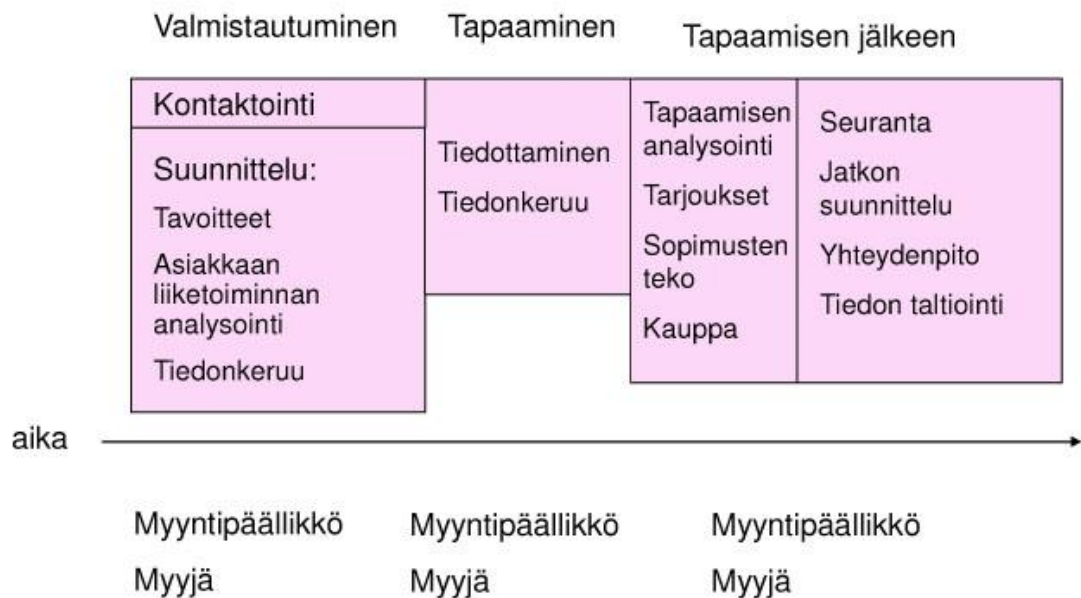 Valmistautuminen
Tapaaminen
Tapaamisen jälkeen
Kontaktointi
Suunnittelu:
Tavoitteet
Asiakkaan
liiketoiminnan
analysointi
Tiedonkeruu
Tiedottaminen
Tiedonkeruu
Tapaamisen
analysointi
Tarjoukset
Sopimusten
teko
Kauppa
Seuranta
Jatkon
suunnittelu
Yhteydenpito
Tiedon taltiointi
aika
Myyntipäällikkö
Myyjä
Myyntipäällikkö
Myyjä
Myyntipäällikkö
Myyjä